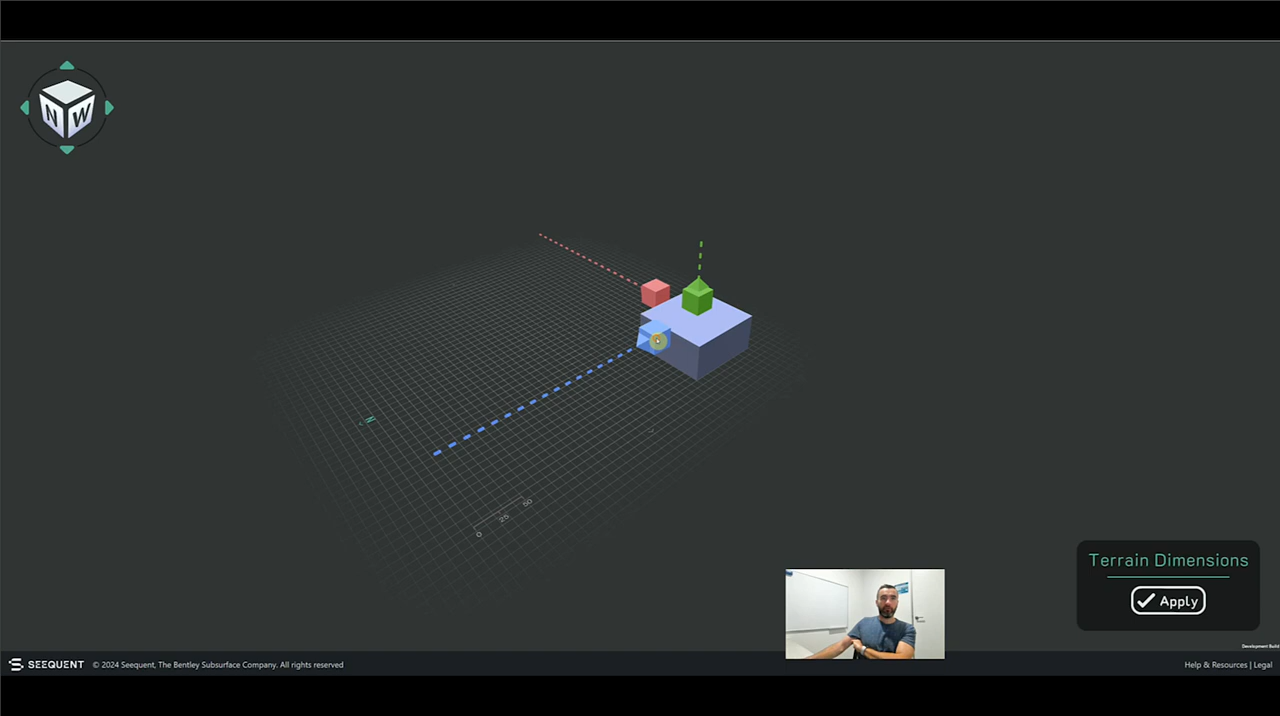 N W
N
0 25 50
Terrain Dimensions
Apply
Development Build
SEEQUENT © 2024 Seequent, The Bentley Subsurface Company. All rights reserved
Help & Resources | Legal